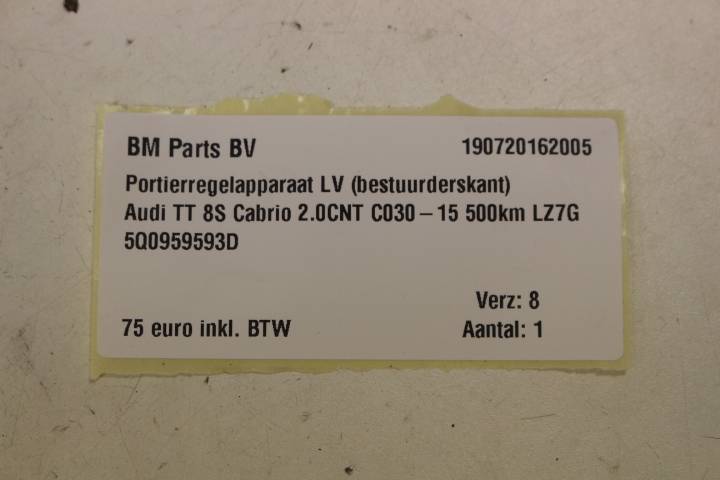 BM Parts BV 190720162005
Portierregelapparaat LV (bestuurderskant)
Audi TT 8S Cabrio 2.0CNT C030 – 15 500km LZ7G
5Q0959593D
Verz: 8
75 euro inkl. BTW Aantal: 1